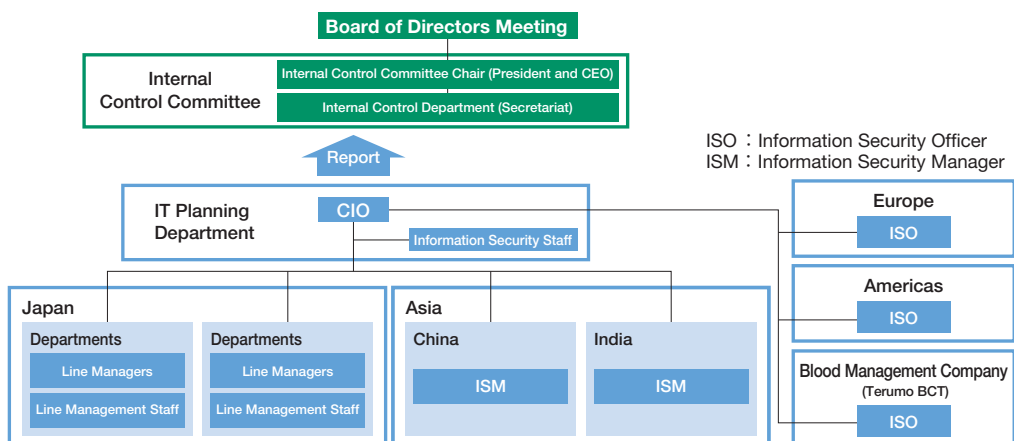 Board of Directors Meeting
Internal
Control Committee
Internal Control Committee Chair (President and CEO)
Internal Control Department (Secretariat)
Report
ISO：Information Security Officer
ISM：Information Security Manager
IT Planning
Department
CIO
Information Security Staff
Europe
ISO
Americas
ISO
Blood Management Company
(Terumo BCT)
ISO
Japan
Departments
Line Managers
Line Management Staff
Departments
Line Managers
Line Management Staff
Asia
China
ISM
India
ISM